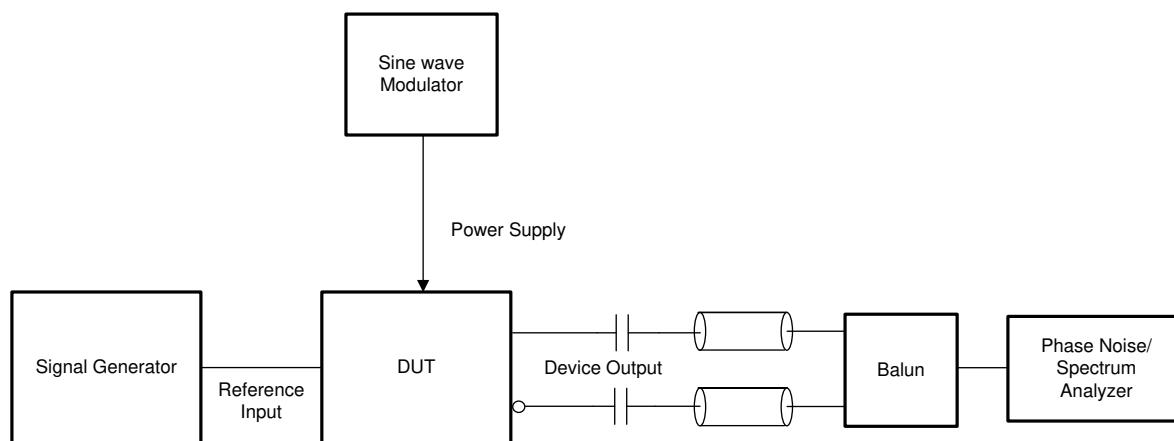 Sine wave
Modulator
Power Supply
Signal Generator
Reference
Input
DUT
Device Output
Balun
Phase Noise/
Spectrum
Analyzer